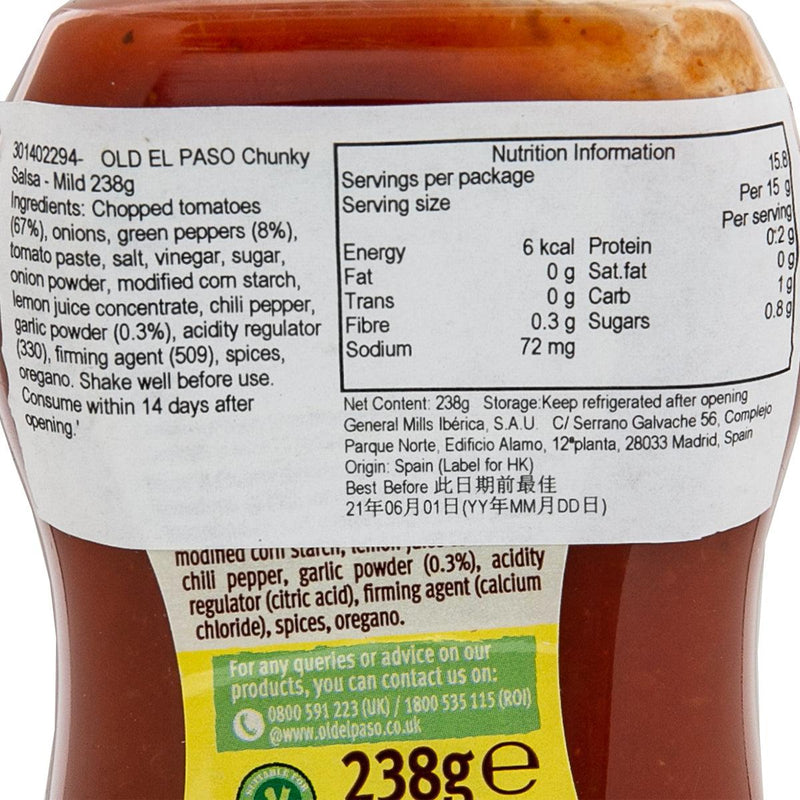 301402294- OLD EL PASO Chunky
Salsa - Mild 238g
Ingredients: Chopped tomatoes
(67%), onions, green peppers (8%),
tomato paste, salt, vinegar, sugar,
onion powder, modified corn starch,
lemon juice concentrate, chili pepper,
garlic powder (0.3%), acidity regulator
(330), firming agent (509), spices,
oregano. Shake well before use.
Consume within 14 days after
opening.'
Nutrition Information
Servings per package 15.8
Serving size Per 15 g
Per serving
Energy 6 kcal Protein 0.2 g
Fat 0 g Sat.fat 0 g
Trans 0 g Carb 1 g
Fibre 0.3 g Sugars 0.8 g
Sodium 72 mg
Net Content: 238g Storage:Keep refrigerated after opening
General Mills Ibérica, S.A.U. C/ Serrano Galvache 56, Complejo
Parque Norte, Edificio Alamo, 12ªplanta, 28033 Madrid, Spain
Origin: Spain (Label for HK)
Best Before 此日期前最佳
21年06月01日(YY年MM月DD日)
modified corn starch, lemon
chili pepper, garlic powder (0.3%), acidity
regulator (citric acid), firming agent (calcium
chloride), spices, oregano.
For any queries or advice on our
products, you can contact us on:
0800 591 223 (UK) / 1800 535 115 (ROI)
@www.oldelpaso.co.uk
238g e
SUITABLE FOR